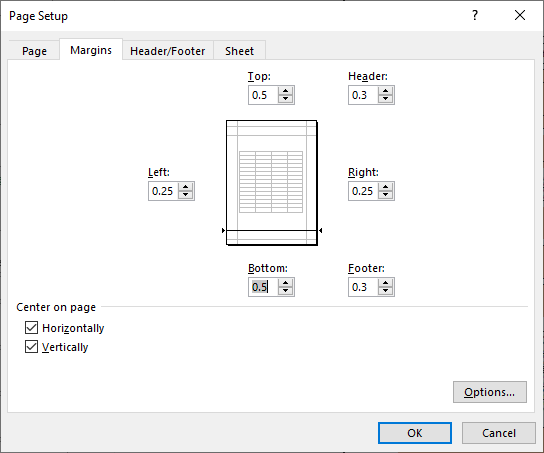 Page Setup ?
Page Margins Header/Footer Sheet
Top: Header:
0.5 0.3
Left: Right:
0.25 0.25
Bottom: Footer:
0.5 0.3
Center on page
Horizontally
Vertically
Options...
OK Cancel